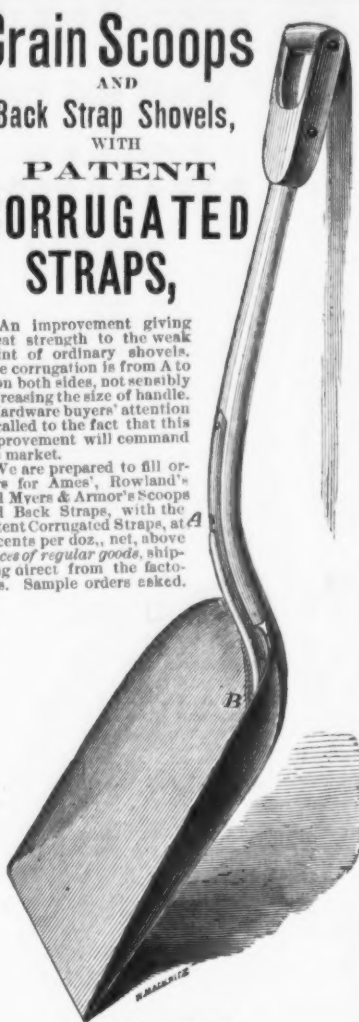 Grain Scoops
AND
Back Strap Shovels,
WITH
PATENT
CORRUGATED
STRAPS,
An improvement giving
eat strength to the weak
int of ordinary shovels.
e corrugation is from A to
on both sides, not sensibly
reasing the size of handle.
ardware buyers' attention
called to the fact that this
provement will command
e market.
We are prepared to fill or-
s for Ames', Rowland's
d Myers & Armor's Scoops
d Back Straps, with the
tent Corrugated Straps, at
cents per doz,, net, above
ces of regular goods, ship-
ng direct from the facto-
s. Sample orders asked.
A
B